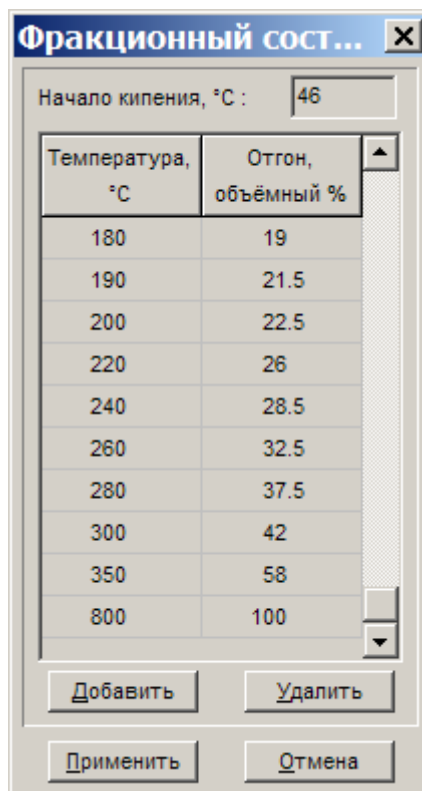 Фракционный сост...
Начало кипения, °C : 46
Температура, °C Отгон, объёмный %
180 19
190 21.5
200 22.5
220 26
240 28.5
260 32.5
280 37.5
300 42
350 58
800 100
Добавить Удалить
Применить Отмена